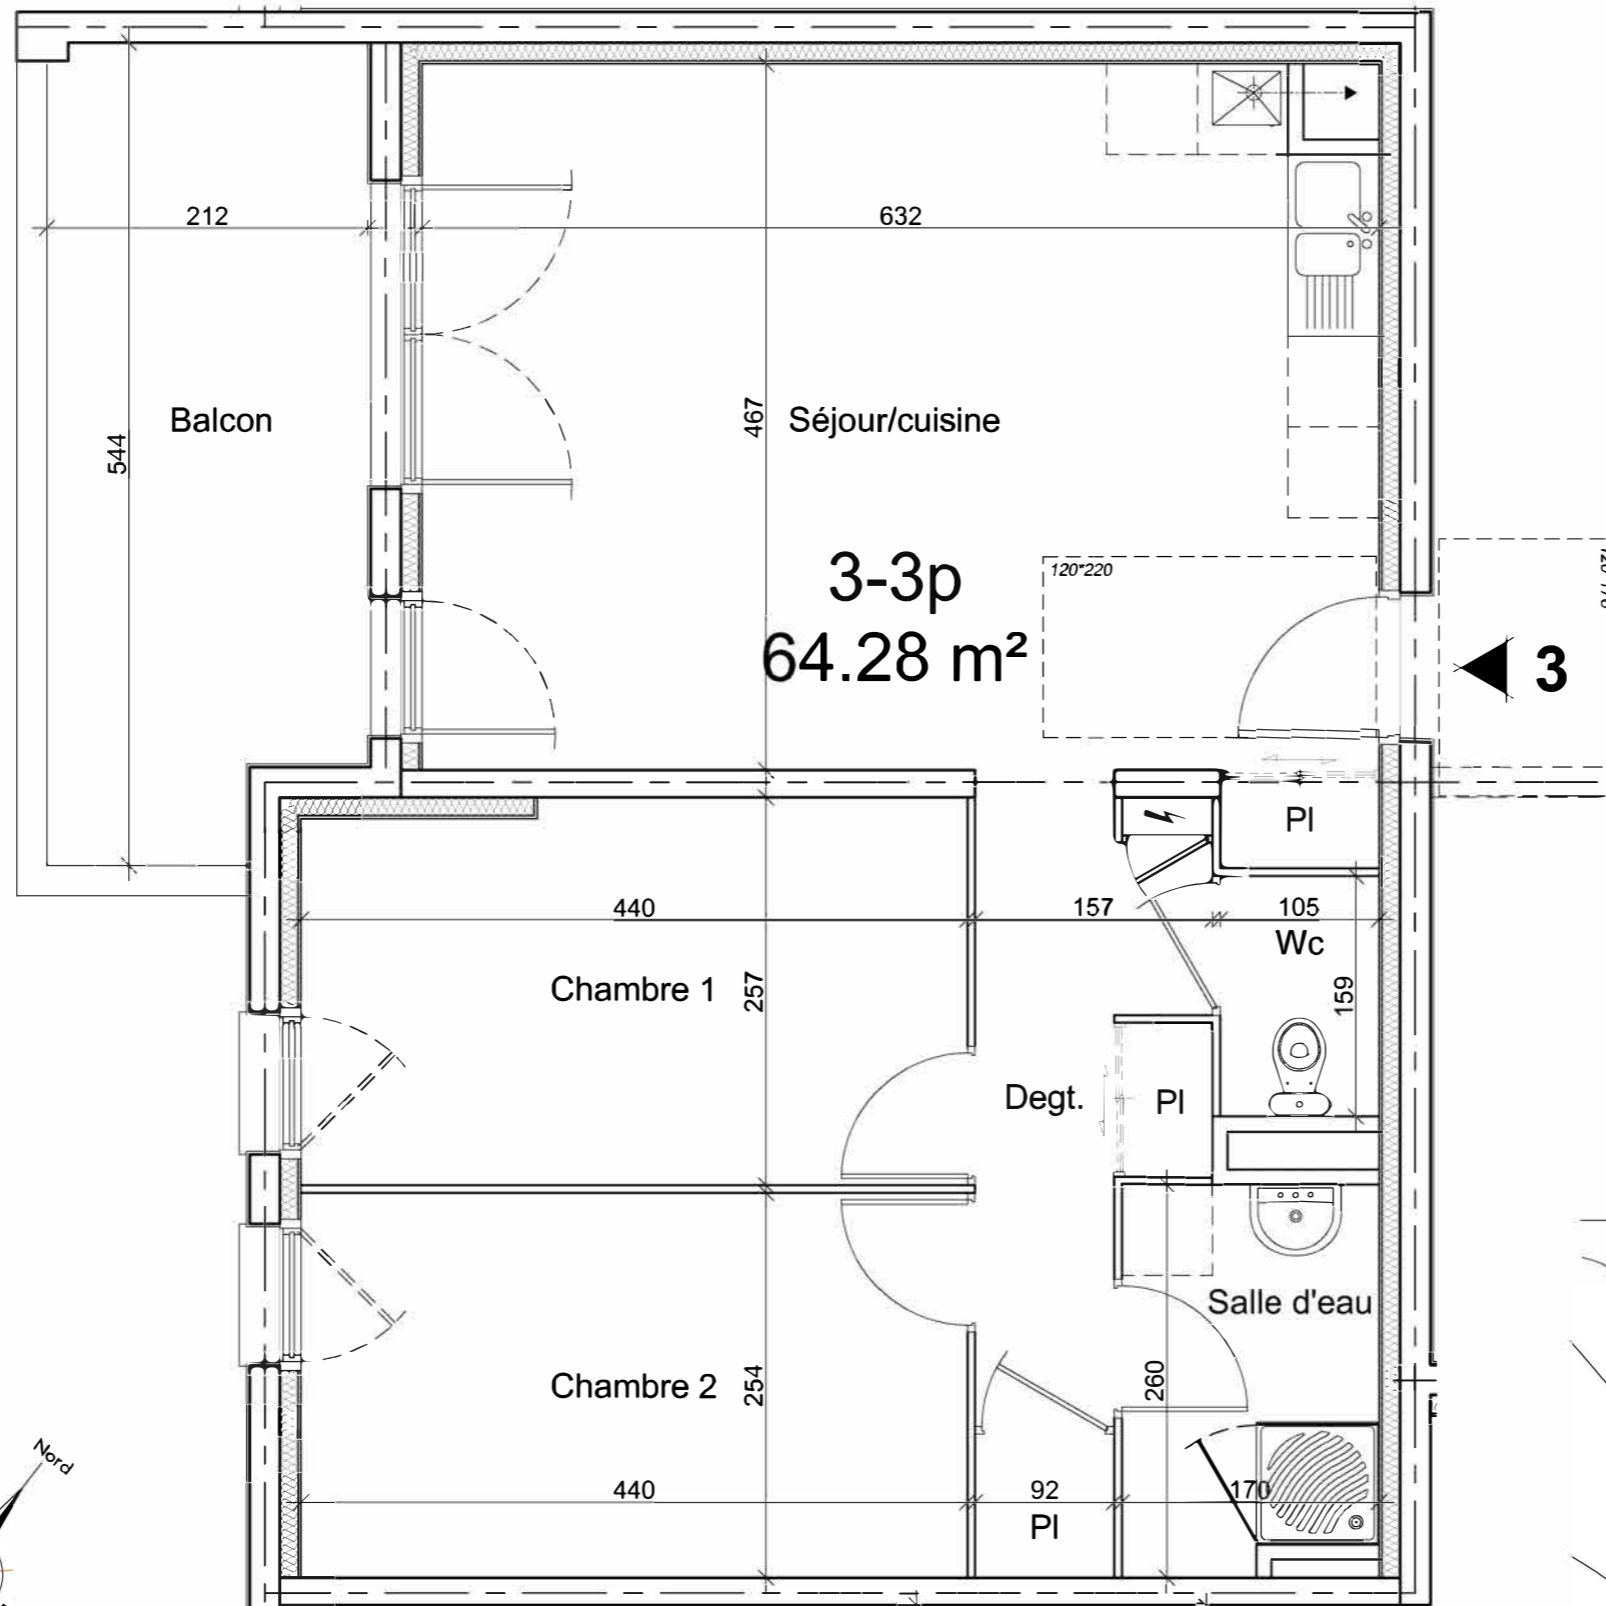 212
632
Balcon
544
467
Séjour/cuisine
3-3p
64.28 m²
120*220
3
Pl
440
157
105
Wc
Chambre 1
257
159
Degt.
Pl
Salle d'eau
Chambre 2
254
260
440
92
170
Pl
Nord